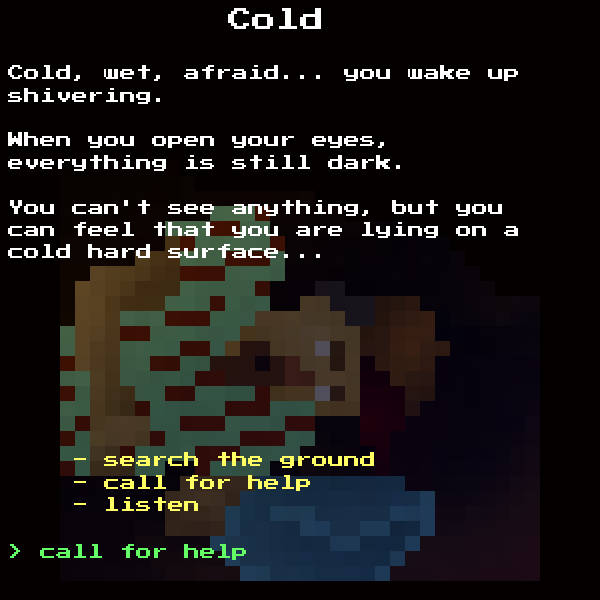 Cold
Cold, wet, afraid... you wake up
shivering.
When you open your eyes,
everything is still dark.
You can't see anything, but you
can feel that you are lying on a
cold hard surface...
- search the ground
- call for help
- listen
> call for help